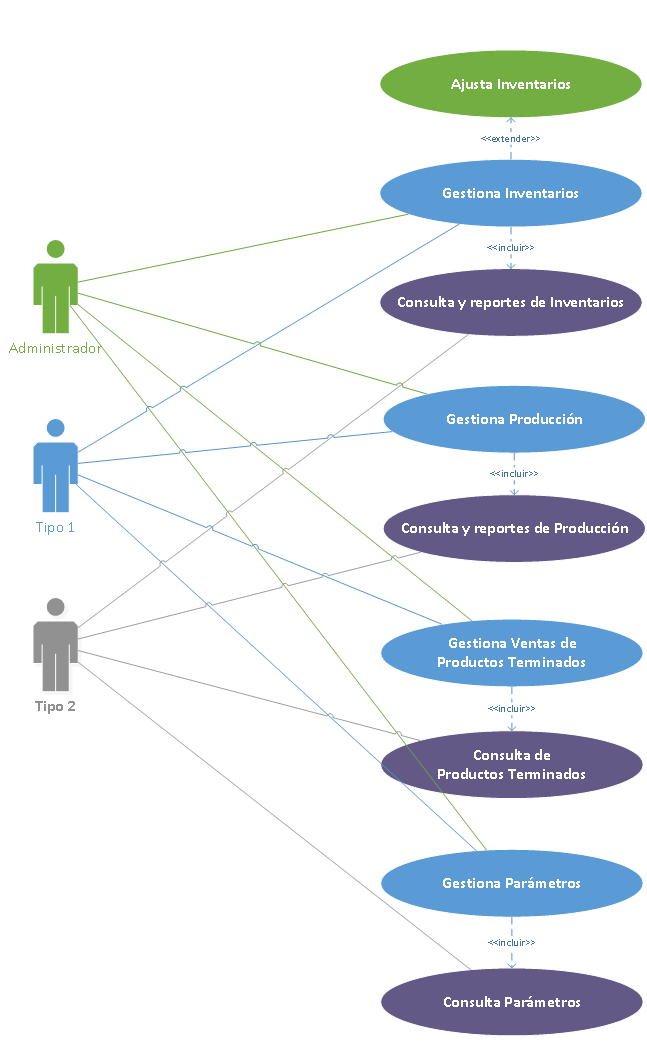 Ajusta Inventarios
<<extender>>
Gestiona Inventarios
<<incluir>>
Consulta y reportes de Inventarios
Administrador
Gestiona Producción
<<incluir>>
Consulta y reportes de Producción
Tipo 1
Gestiona Ventas de
Productos Terminados
<<incluir>>
Tipo 2
Consulta de
Productos Terminados
Gestiona Parámetros
<<incluir>>
Consulta Parámetros